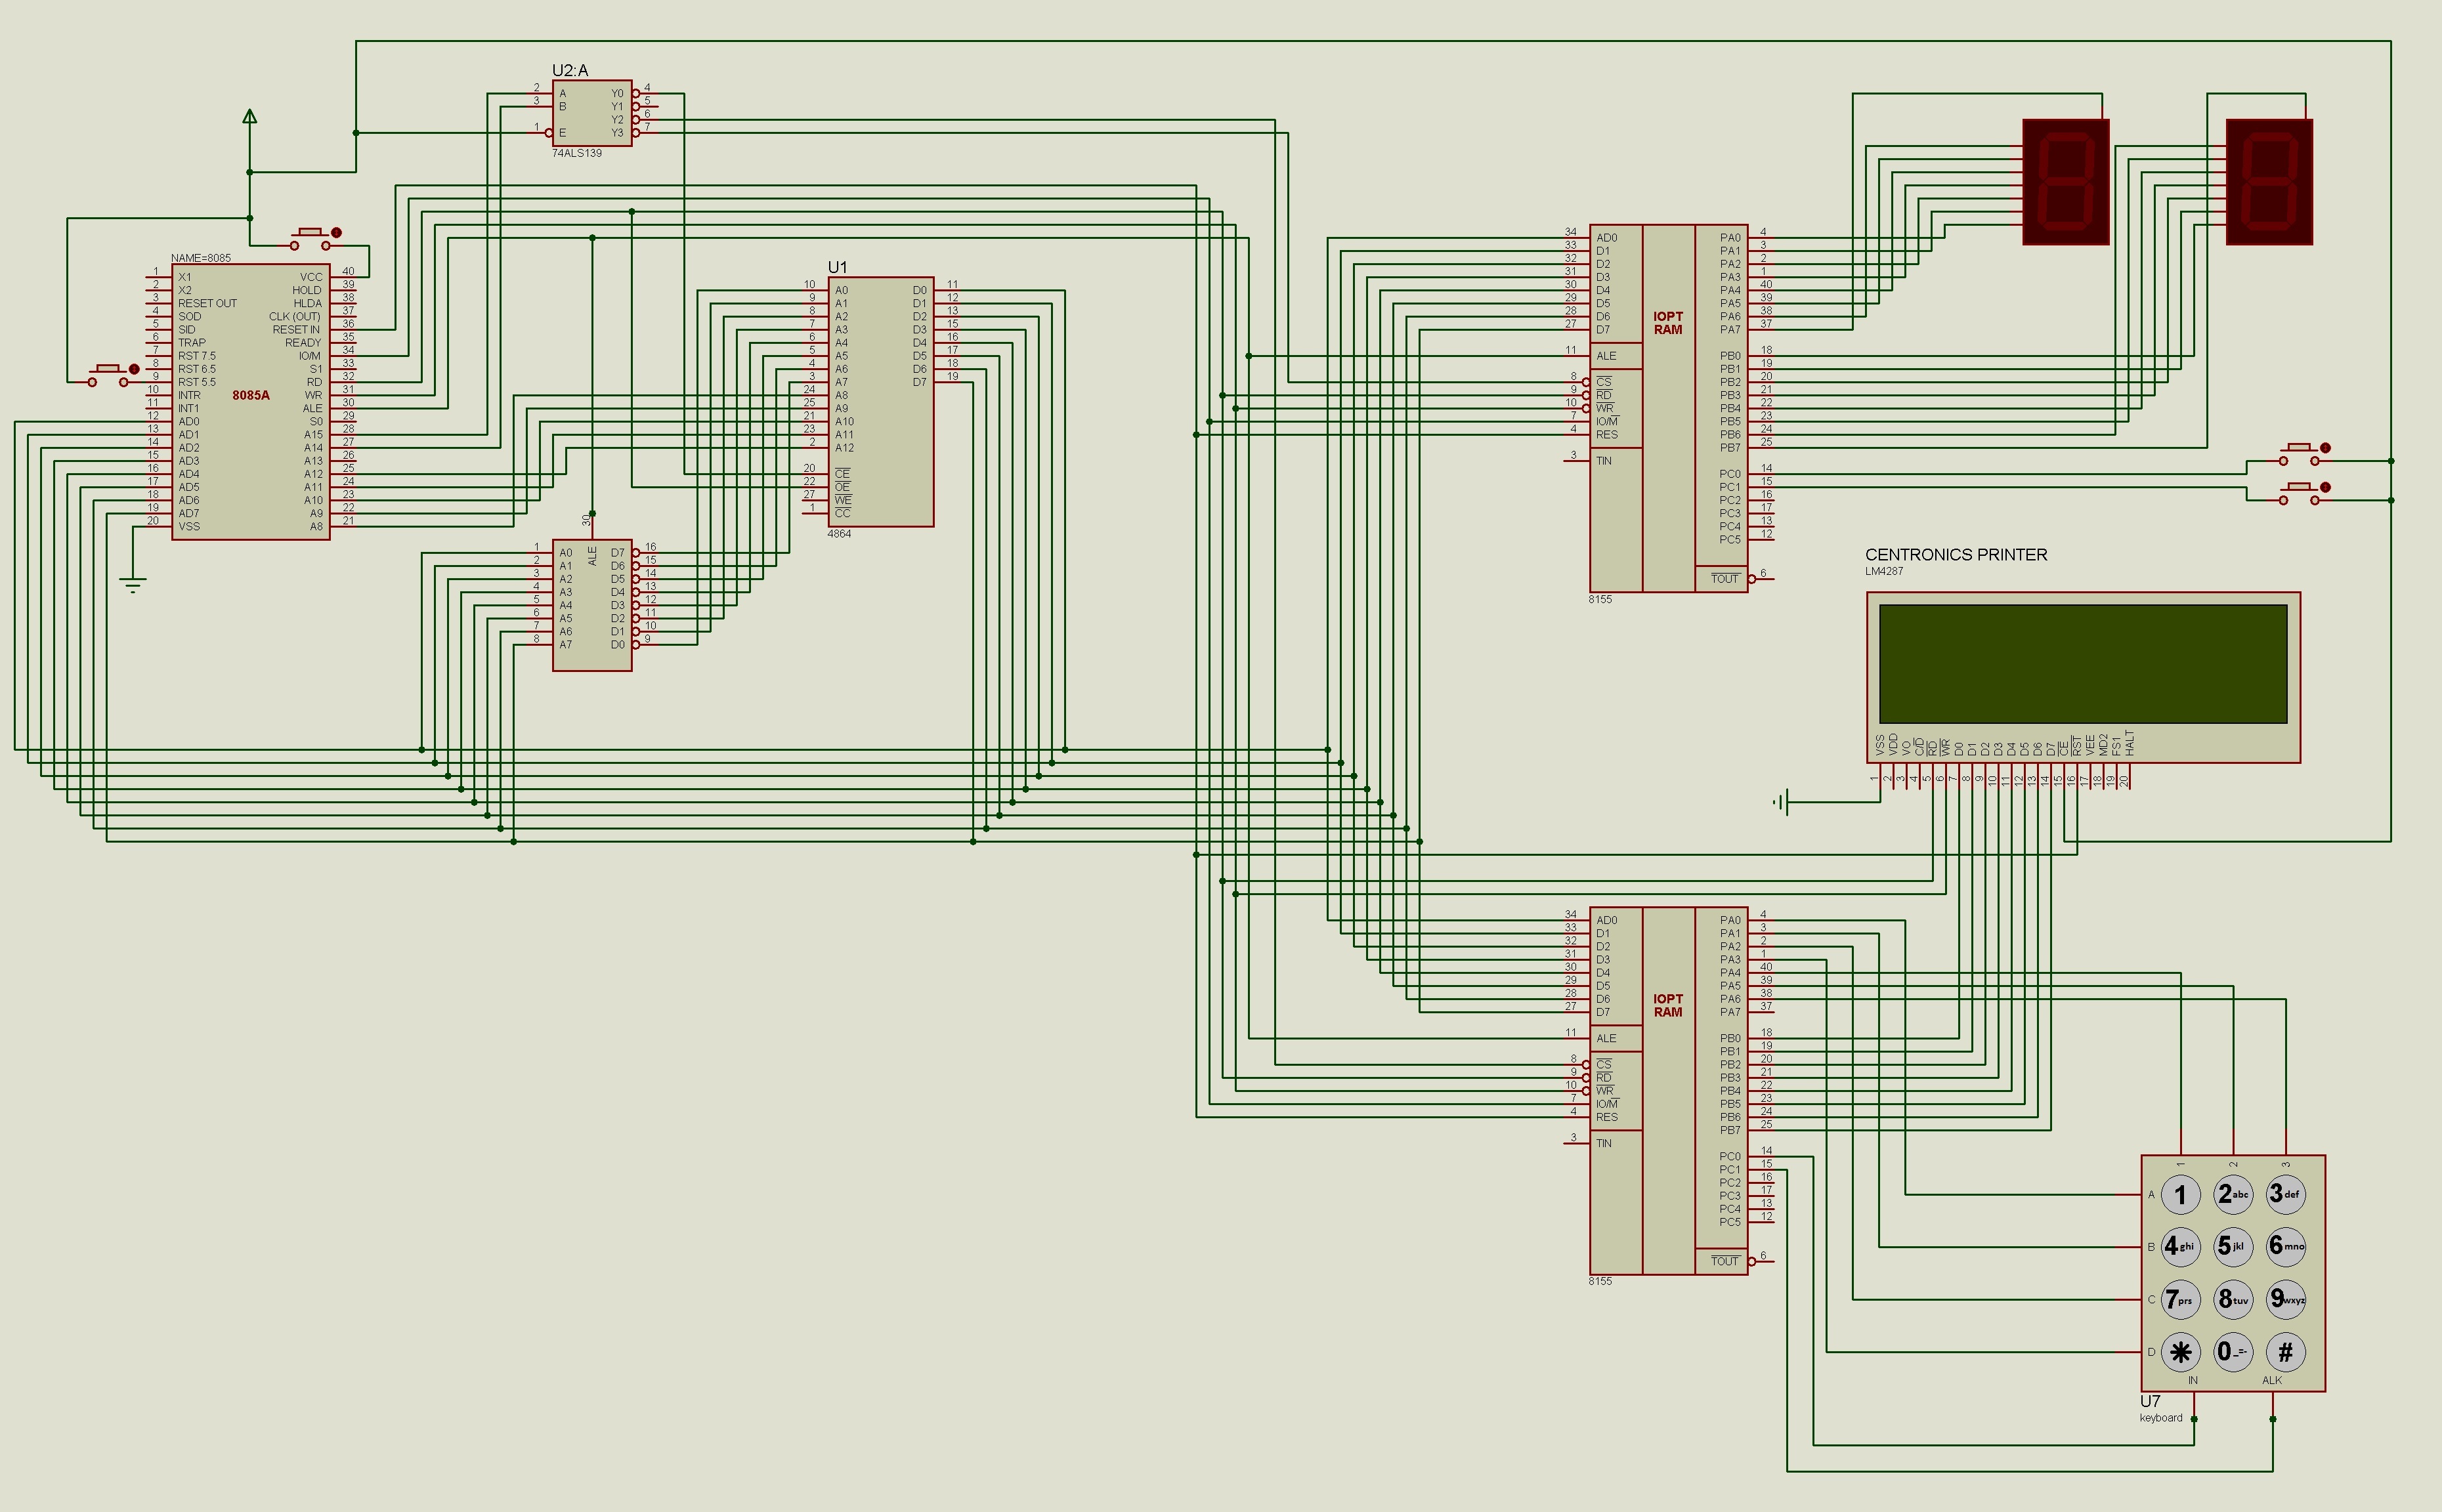 U2:A
2 A Y0 4
3 B Y1 5
Y2 6
1 E Y3 7
74ALS139
NAME=8085
1 X1 VCC 40
2 X2 HOLD 39
3 RESET OUT HLDA 38
4 SOD CLK (OUT) 37
5 SID RESET IN 36
6 TRAP READY 35
7 RST 7.5 IO/M 34
8 RST 6.5 S1 33
9 RST 5.5 RD 32
10 INTR WR 31
11 INT1 ALE 30
12 AD0 S0 29
13 AD1 A15 28
14 AD2 A14 27
15 AD3 A13 26
16 AD4 A12 25
17 AD5 A11 24
18 AD6 A10 23
19 AD7 A9 22
20 VSS A8 21
8085A
U1
10 A0 D0 11
9 A1 D1 12
8 A2 D2 13
7 A3 D3 15
6 A4 D4 16
5 A5 D5 17
4 A6 D6 18
3 A7 D7 19
24 A8
25 A9
21 A10
23 A11
2 A12
20 CE
22 OE
27 WE
1 CC
4864
30
ALE
1 A0 D7 16
2 A1 D6 15
3 A2 D5 14
4 A3 D4 13
5 A4 D3 12
6 A5 D2 11
7 A6 D1 10
8 A7 D0 9
34 AD0 PA0 4
33 D1 PA1 3
32 D2 PA2 2
31 D3 PA3 1
30 D4 PA4 40
29 D5 PA5 39
28 D6 PA6 38
27 D7 PA7 37
IOPT
RAM
11 ALE PB0 18
PB1 19
8 CS PB2 20
9 RD PB3 21
10 WR PB4 22
7 IO/M PB5 23
4 RES PB6 24
PB7 25
3 TIN
PC0 14
PC1 15
PC2 16
PC3 17
PC4 13
PC5 12
TOUT 6
8155
CENTRONICS PRINTER
LM4287
VSS VDD VO C/D RD WR D0 D1 D2 D3 D4 D5 D6 D7 CE RST VEE MD2 FS1 HALT
1 2 3 4 5 6 7 8 9 10 11 12 13 14 15 16 17 18 19 20
34 AD0 PA0 4
33 D1 PA1 3
32 D2 PA2 2
31 D3 PA3 1
30 D4 PA4 40
29 D5 PA5 39
28 D6 PA6 38
27 D7 PA7 37
IOPT
RAM
11 ALE PB0 18
PB1 19
8 CS PB2 20
9 RD PB3 21
10 WR PB4 22
7 IO/M PB5 23
4 RES PB6 24
PB7 25
3 TIN
PC0 14
PC1 15
PC2 16
PC3 17
PC4 13
PC5 12
TOUT 6
8155
1 2 3
A 1 2abc 3def
B 4ghi 5jkl 6mno
C 7prs 8tuv 9wxyz
D * 0_=- #
IN ALK
U7
keyboard